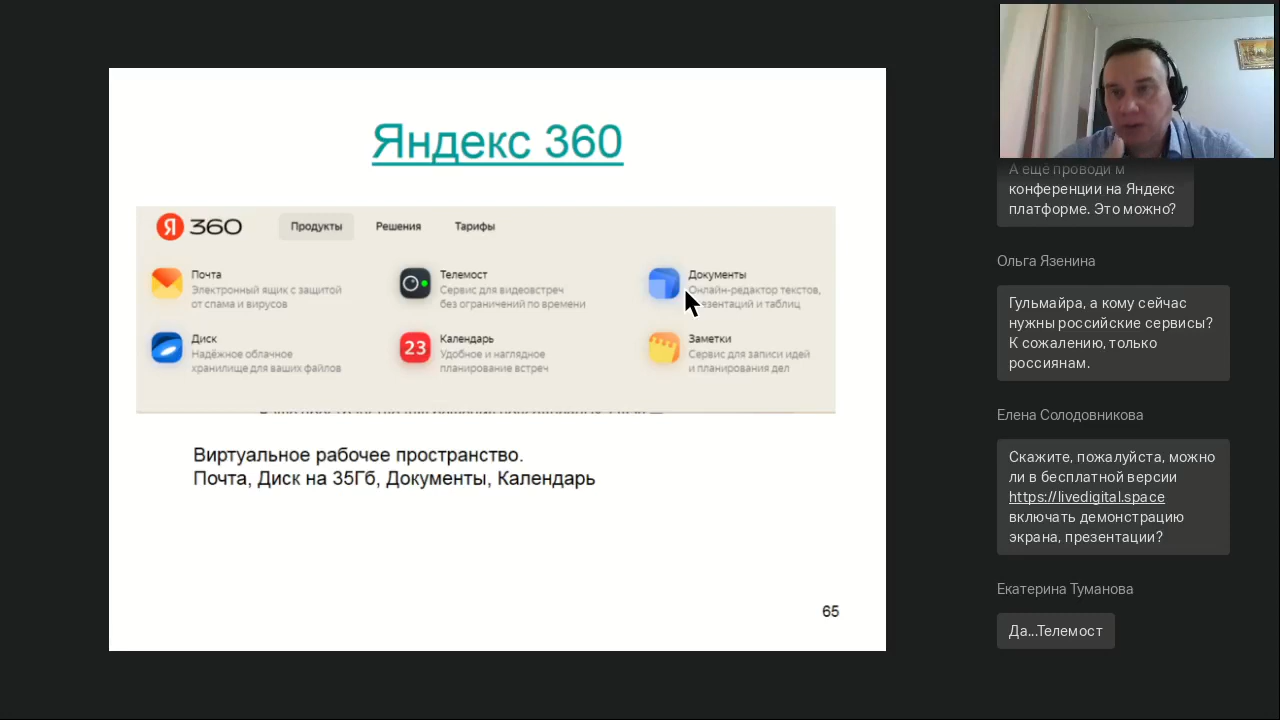 Яндекс 360
Я 360 Продукты Решения Тарифы
Почта
Электронный ящик с защитой
от спама и вирусов
Телемост
Сервис для видеовстреч
без ограничений по времени
Документы
Онлайн-редактор текстов,
презентаций и таблиц
Диск
Надёжное облачное
хранилище для ваших файлов
23
Календарь
Удобное и наглядное
планирование встреч
Заметки
Сервис для записи идей
и планирования дел
Виртуальное рабочее пространство.
Почта, Диск на 35Гб, Документы, Календарь
65
А ещё проводи м
конференции на Яндекс
платформе. Это можно?
Ольга Язенина
Гульмайра, а кому сейчас
нужны российские сервисы?
К сожалению, только
россиянам.
Елена Солодовникова
Скажите, пожалуйста, можно
ли в бесплатной версии
https://livedigital.space
включать демонстрацию
экрана, презентации?
Екатерина Туманова
Да...Телемост